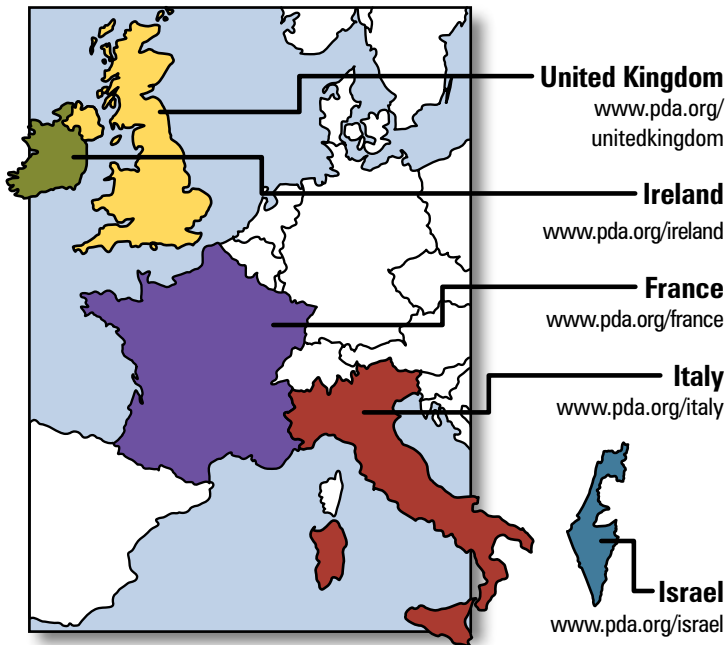 United Kingdom
www.pda.org/
unitedkingdom
Ireland
www.pda.org/ireland
France
www.pda.org/france
Italy
www.pda.org/italy
Israel
www.pda.org/israel